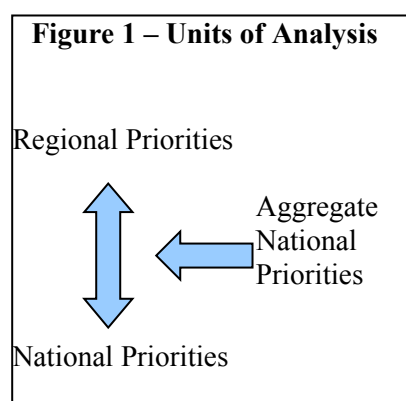 Figure 1 – Units of Analysis
Regional Priorities
Aggregate
National
Priorities
National Priorities